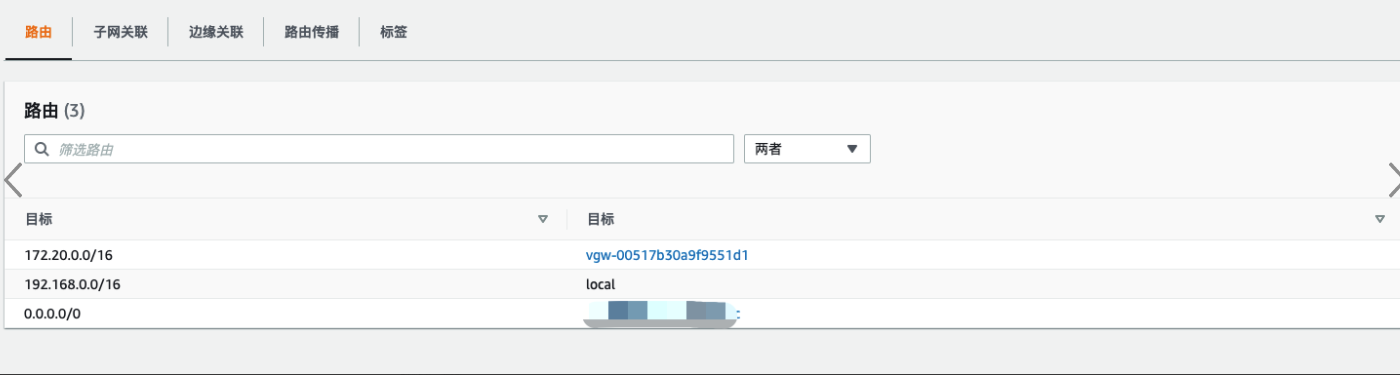 路由 子网关联 边缘关联 路由传播 标签
路由 (3)
筛选路由 两者
目标 目标
172.20.0.0/16 vgw-00517b30a9f9551d1
192.168.0.0/16 local
0.0.0.0/0